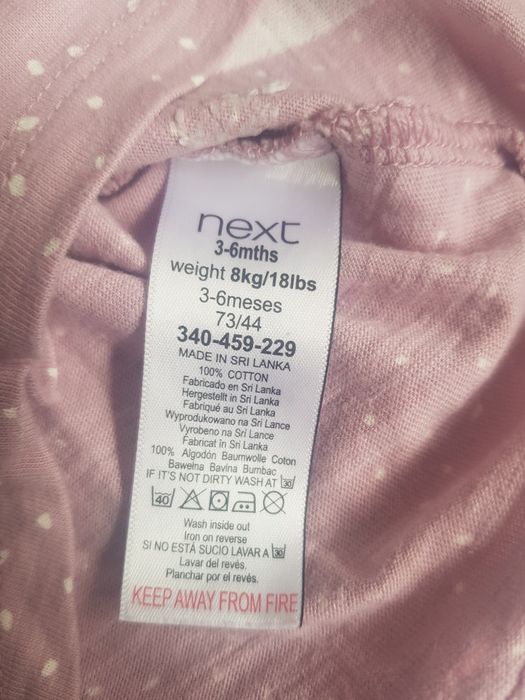 next
3-6mths
weight 8kg/18lbs
3-6meses
73/44
340-459-229
MADE IN SRI LANKA
100% COTTON
Fabricado en Sri Lanka
Hergestellt in Sri Lanka
Fabriqué au Sri Lanka
Wyprodukowano na Sri Lance
Vyrobeno na Srí Lance
Fabricat în Sri Lanka
100% Algodón Baumwolle Coton
Bawełna Bavlna Bumbac
IF IT'S NOT DIRTY WASH AT 30
40
Wash inside out
Iron on reverse
SI NO ESTÁ SUCIO LAVAR A 30
Lavar del revés.
Planchar por el revés.
KEEP AWAY FROM FIRE